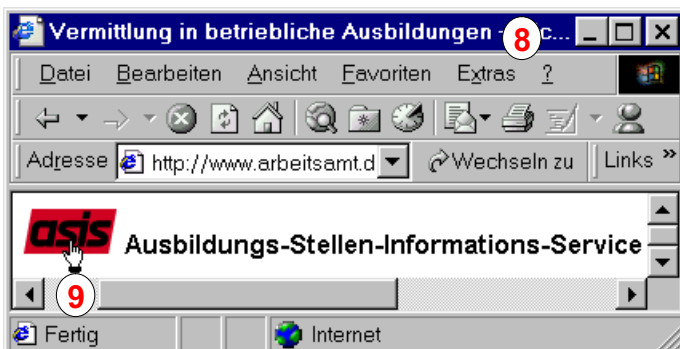 Vermittlung in betriebliche Ausbildungen - 8 c...
Datei Bearbeiten Ansicht Favoriten Extras ?
Adresse http://www.arbeitsamt.d Wechseln zu Links »
asis Ausbildungs-Stellen-Informations-Service
9
Fertig Internet